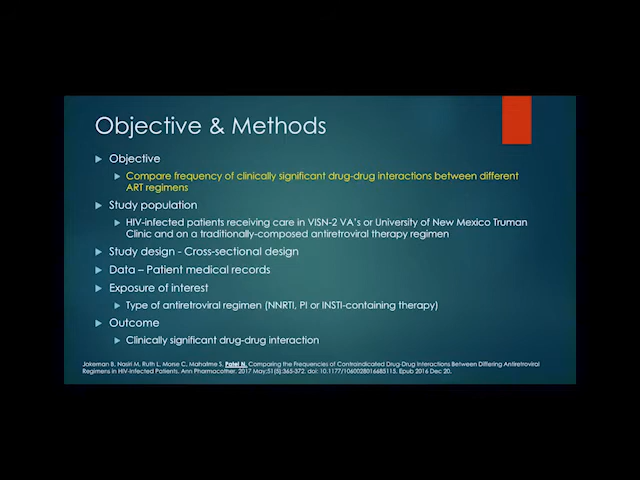 Objective & Methods
Objective
Compare frequency of clinically significant drug-drug interactions between different
ART regimens
Study population
HIV-infected patients receiving care in VISN-2 VA's or University of New Mexico Truman
Clinic and on a traditionally-composed antiretroviral therapy regimen
Study design - Cross-sectional design
Data – Patient medical records
Exposure of interest
Type of antiretroviral regimen (NNRTI, PI or INSTI-containing therapy)
Outcome
Clinically significant drug-drug interaction
Jakeman B, Nasiri M, Ruth L, Morse C, Mahatme S, Patel N. Comparing the Frequencies of Contraindicated Drug-Drug Interactions Between Differing Antiretroviral
Regimens in HIV-Infected Patients. Ann Pharmacother. 2017 May;51(5):365-372. doi: 10.1177/1060028016685113. Epub 2016 Dec 20.